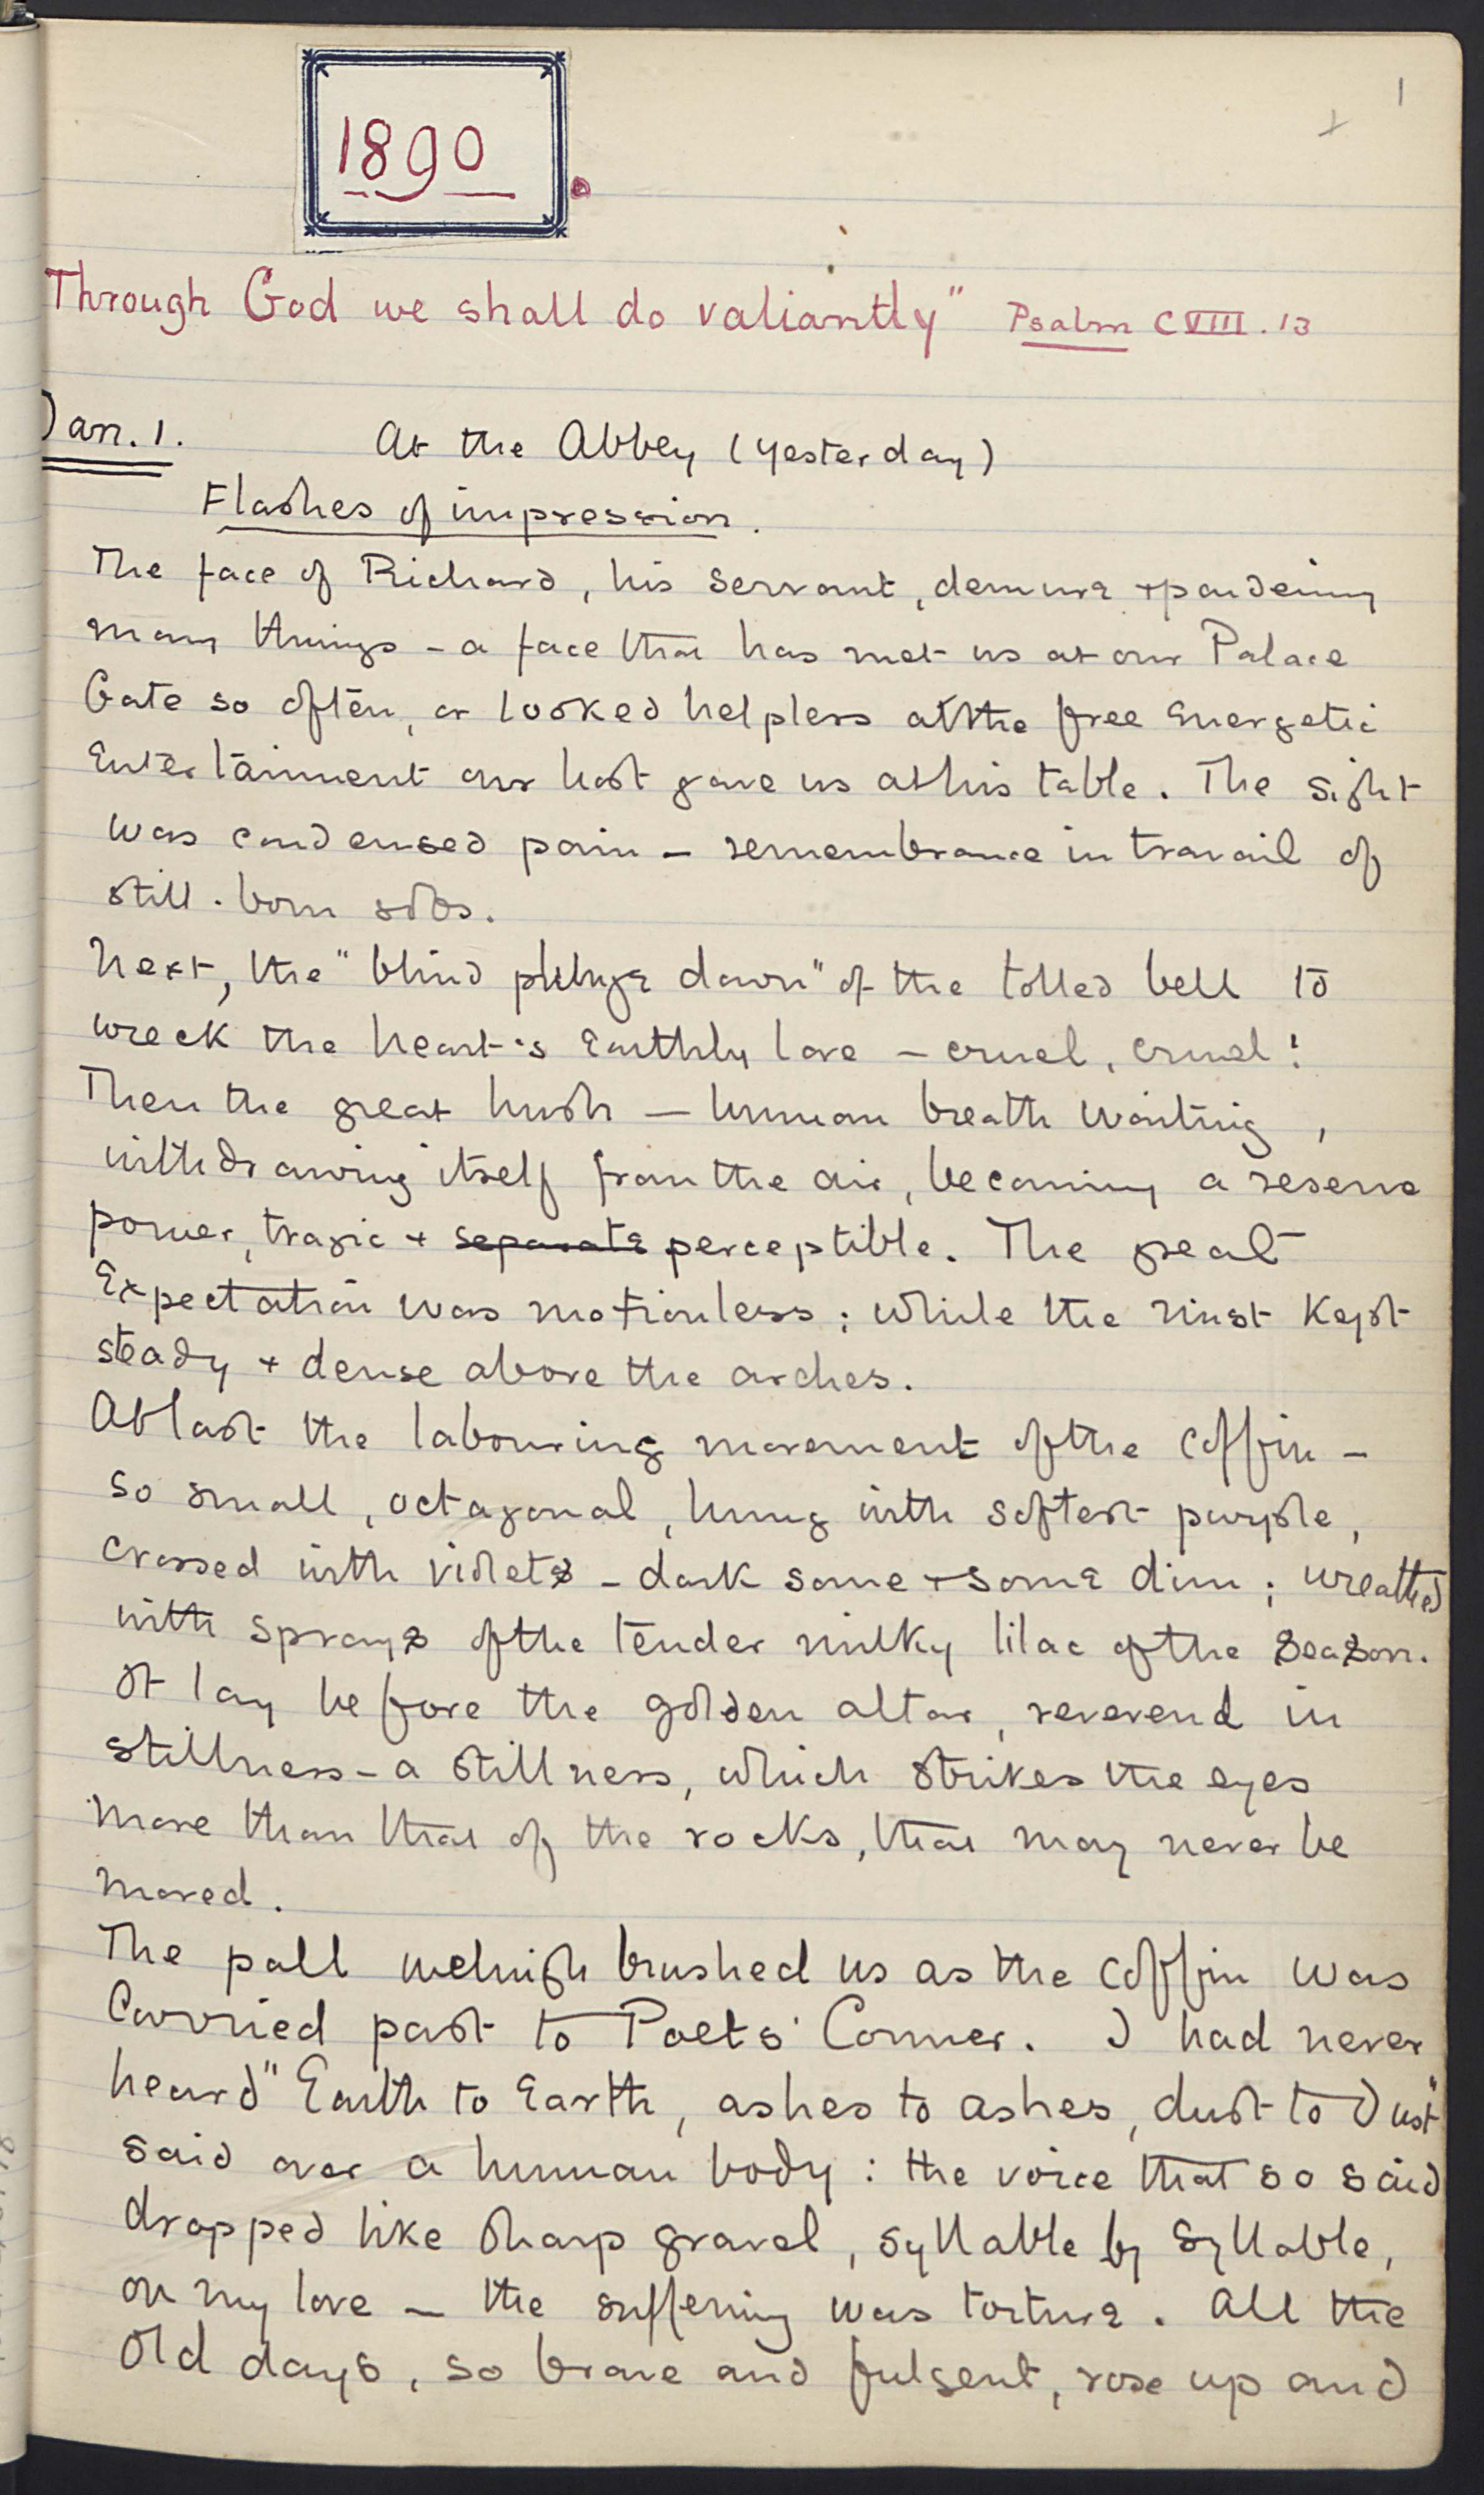 1
+
1890
Through God we shall do valiantly" Psalm CVIII. 13
Jan. 1. At the Abbey (yesterday)
Flashes of impression.
The face of Richard, his servant, demure + pondering
many things - a face that has met us at our Palace
Gate so often, or looked helpless at the free energetic
entertainment our host gave us at his table. The sight
was condensed pain - remembrance in travail of
still-born sobs.
Next, the "blind plunge down" of the tolled bell to
wreck the heart's earthly love - cruel, cruel!
Then the great hush - human breath waiting,
withdrawing itself from the air, becoming a reserve
power, tragic + separate perceptible. The great
Expectation was motionless; while the mist kept
steady + dense above the arches.
At last the labouring movement of the coffin -
so small, octagonal, hung with softest purple,
crossed with violets - dark some + some dim; wreathed
with sprays of the tender milky lilac of the season.
It lay before the golden altar, reverend in
stillness - a stillness, which strikes the eyes
more than that of the rocks, that may never be
moved.
The pall wellnigh brushed us as the coffin was
carried past to Poets' Corner. I had never
heard "Earth to Earth, ashes to ashes, dust to dust"
said over a human body: the voice that so said
dropped like sharp gravel, syllable by syllable,
on my love - the suffering was torture. All the
old days, so brave and fulgent, rose up and